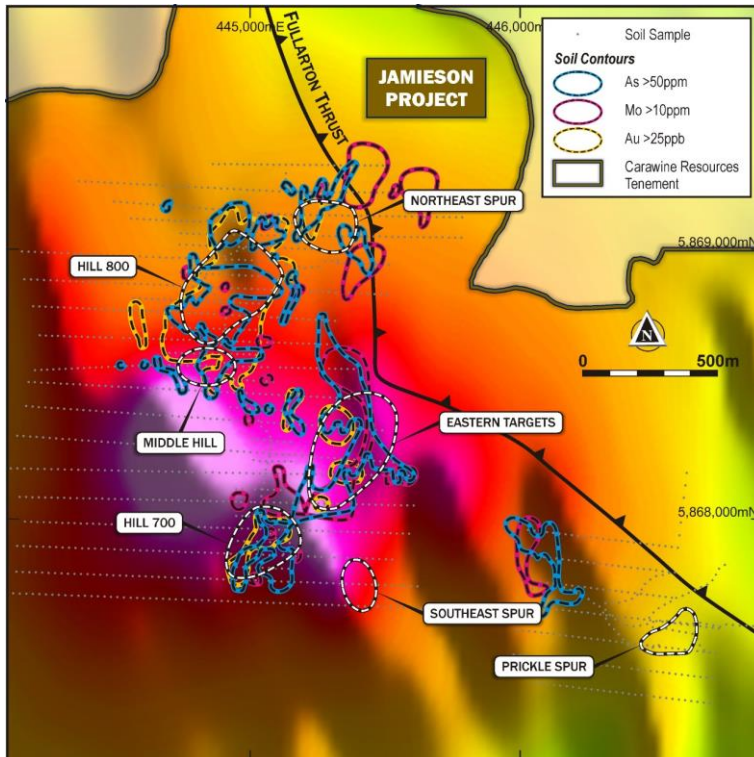 445,000mE
446,000mE
FULLARTON THRUST
JAMIESON
PROJECT
Soil Sample
Soil Contours
As >50ppm
Mo >10ppm
Au >25ppb
Carawine Resources
Tenement
NORTHEAST SPUR
5,869,000mN
HILL 800
N
0
500m
MIDDLE HILL
EASTERN TARGETS
HILL 700
5,868,000mN
SOUTHEAST SPUR
PRICKLE SPUR